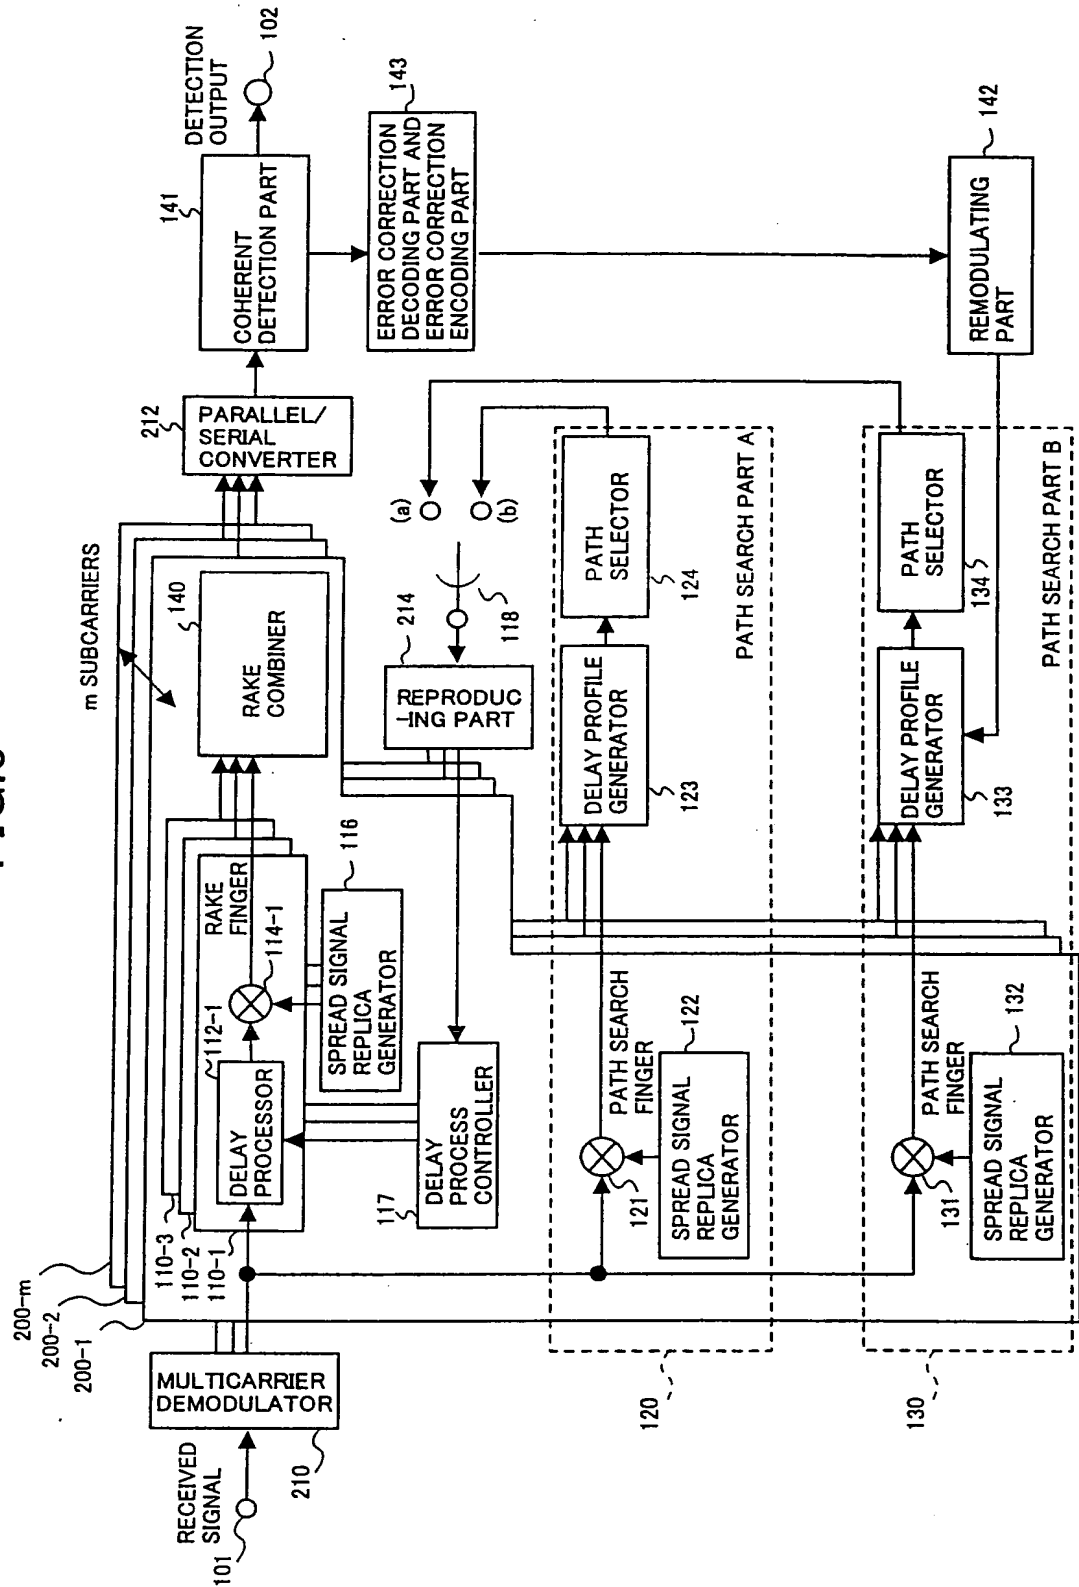 m SUBCARRIERS
200-m
200-2
200-1
RECEIVED
SIGNAL
101
MULTICARRIER
DEMODULATOR
210
110-3
110-2
110-1
RAKE
FINGER
DELAY
PROCESSOR
112-1
114-1
SPREAD SIGNAL
REPLICA
GENERATOR
116
DELAY
PROCESS
CONTROLLER
117
140
RAKE
COMBINER
212
PARALLEL/
SERIAL
CONVERTER
141
COHERENT
DETECTION PART
DETECTION
OUTPUT
102
ERROR CORRECTION
DECODING PART AND
ERROR CORRECTION
ENCODING PART
143
214
REPRODUC
-ING PART
118
(a)
(b)
120
121
SPREAD SIGNAL
REPLICA
GENERATOR
122
PATH SEARCH
FINGER
DELAY PROFILE
GENERATOR
123
PATH
SELECTOR
124
PATH SEARCH PART A
130
131
SPREAD SIGNAL
REPLICA
GENERATOR
132
PATH SEARCH
FINGER
DELAY PROFILE
GENERATOR
133
PATH
SELECTOR
134
PATH SEARCH PART B
REMODULATING
PART
142